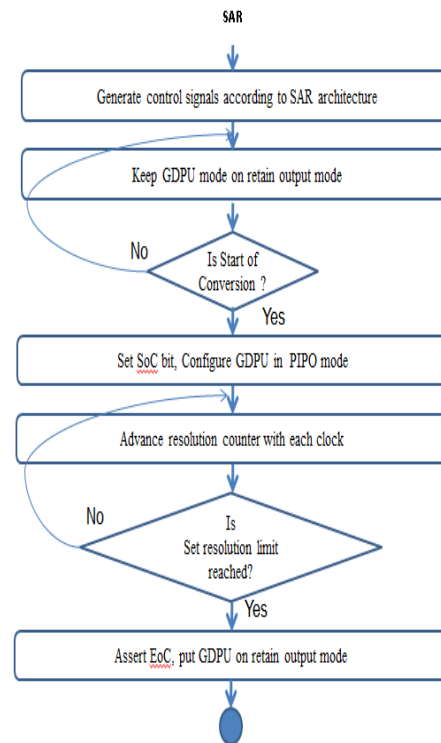 SAR
Generate control signals according to SAR architecture
Keep GDPU mode on retain output mode
No
Is Start of
Conversion ?
Yes
Set SoC bit, Configure GDPU in PIPO mode
Advance resolution counter with each clock
No
Is
Set resolution limit
reached?
Yes
Assert EoC, put GDPU on retain output mode